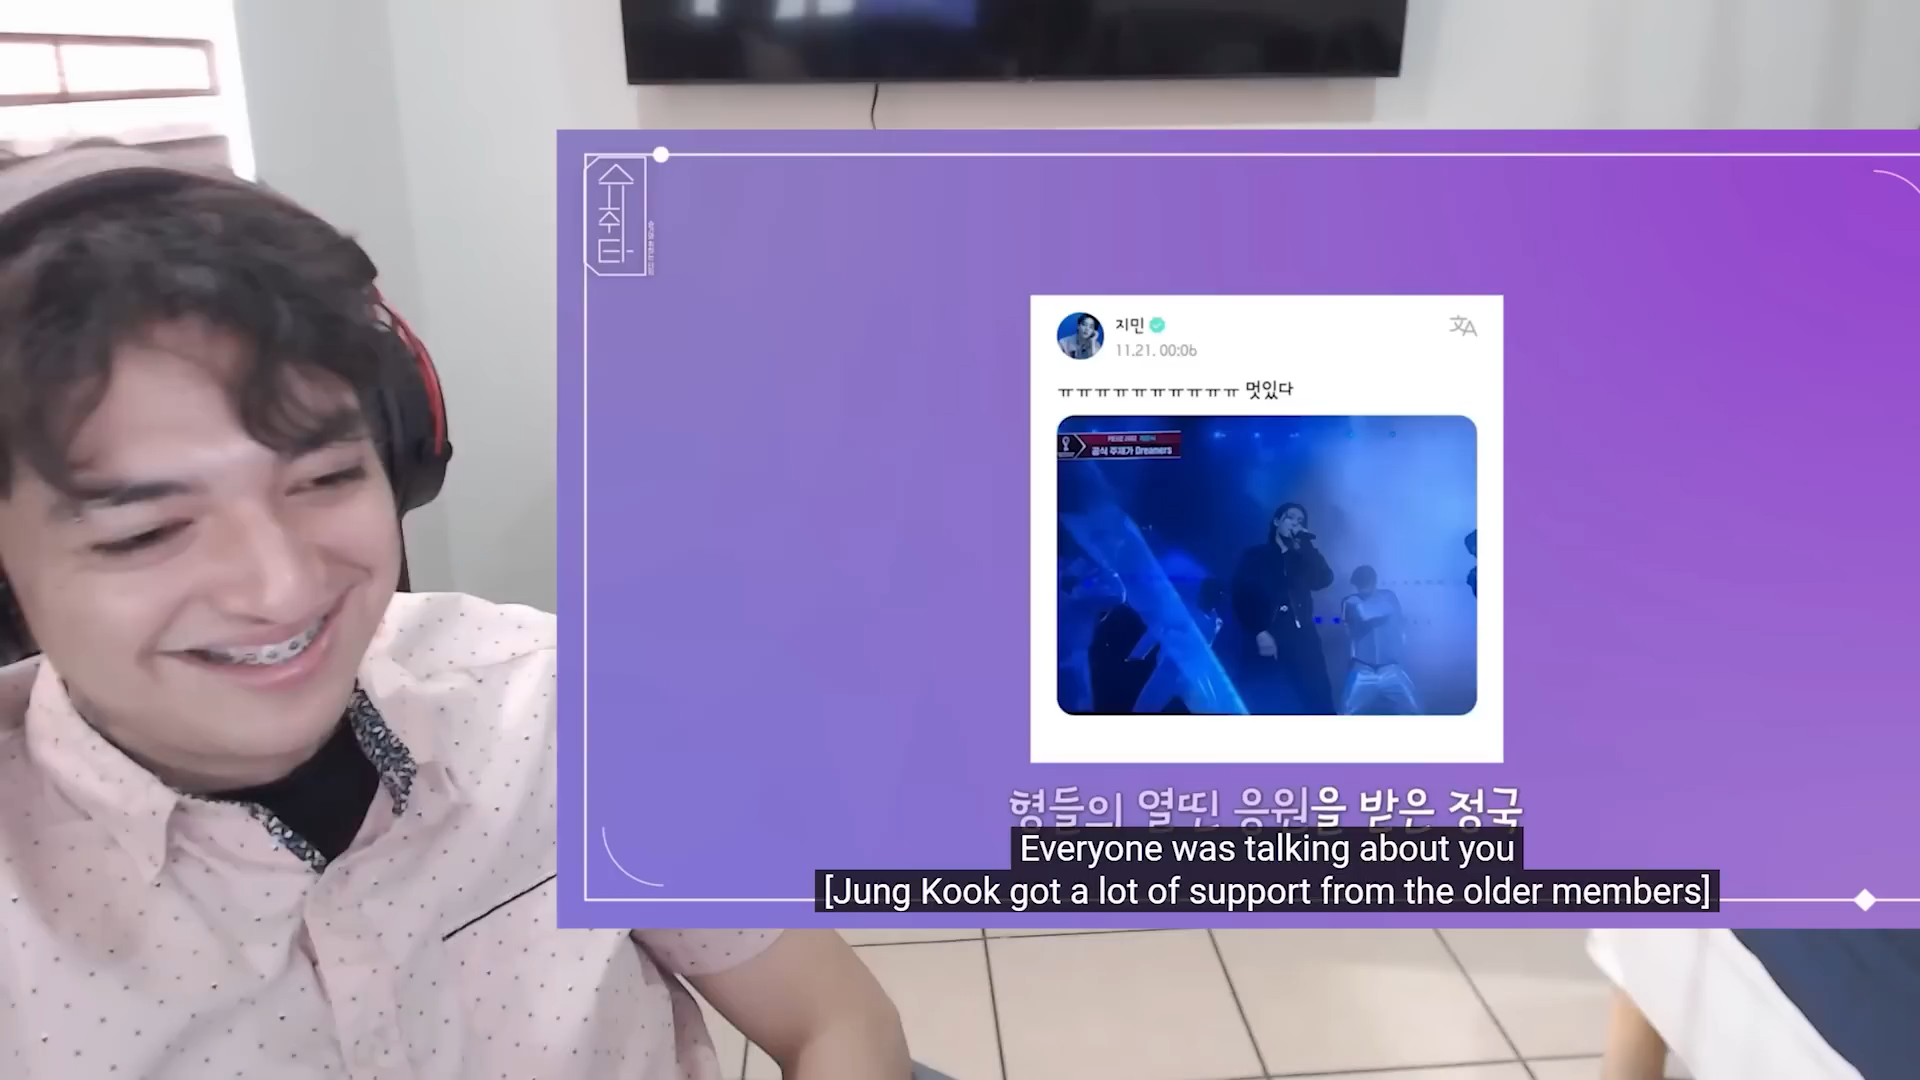 슈취타
지민
11.21. 00:06
ㅠㅠㅠㅠㅠㅠㅠㅠㅠㅠ 멋있다
공식 주제가 Dreamers
형들의 열띤 응원을 받은 정국
Everyone was talking about you
[Jung Kook got a lot of support from the older members]